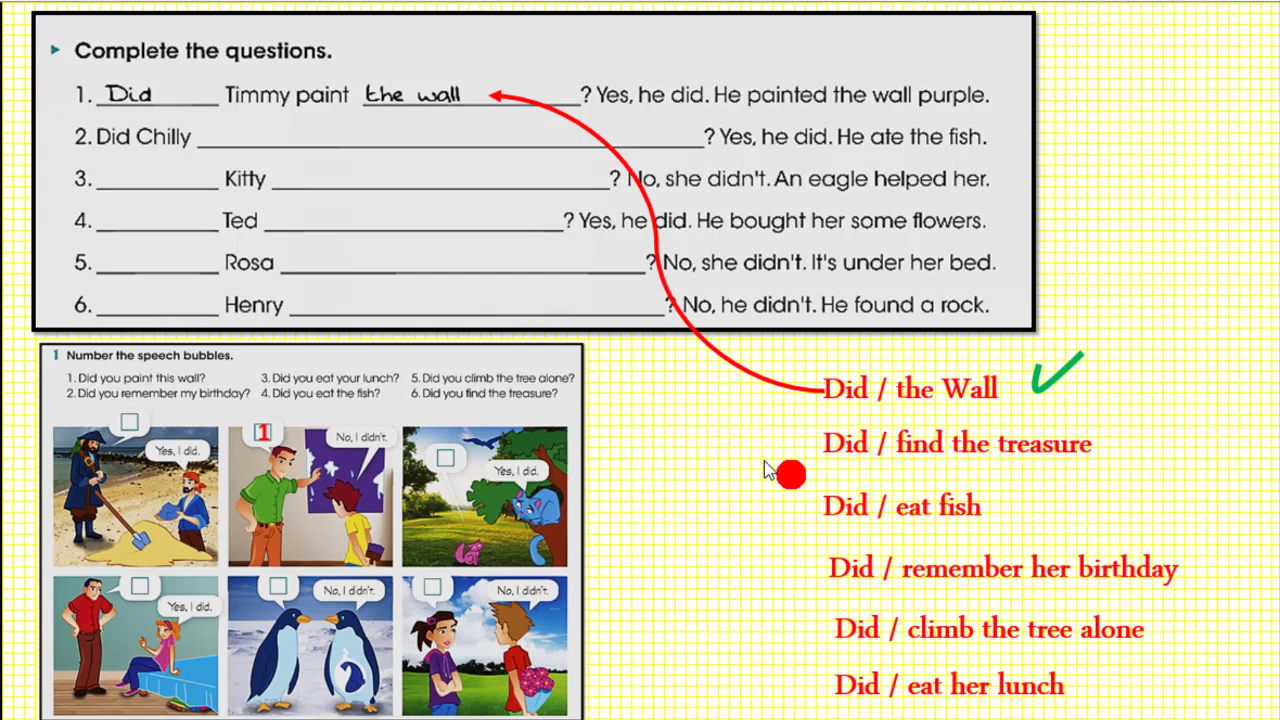 Complete the questions.
1. Did Timmy paint the wall ? Yes, he did. He painted the wall purple.
2. Did Chilly ? Yes, he did. He ate the fish.
3. Kitty ? No, she didn't. An eagle helped her.
4. Ted ? Yes, he did. He bought her some flowers.
5. Rosa ? No, she didn't. It's under her bed.
6. Henry ? No, he didn't. He found a rock.
1 Number the speech bubbles.
1. Did you paint this wall? 3. Did you eat your lunch? 5. Did you climb the tree alone?
2. Did you remember my birthday? 4. Did you eat the fish? 6. Did you find the treasure?
Yes, I did.
1
No, I didn't.
Yes, I did.
Yes, I did.
No, I didn't.
No, I didn't.
Did / the Wall
Did / find the treasure
Did / eat fish
Did / remember her birthday
Did / climb the tree alone
Did / eat her lunch